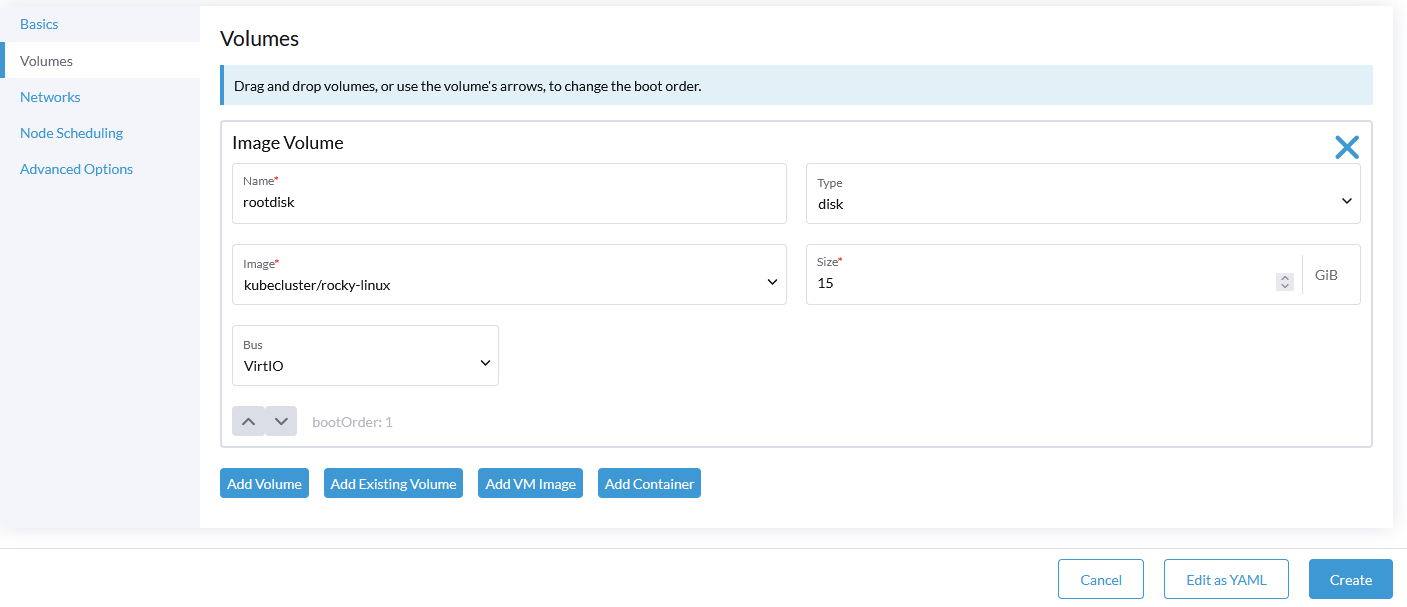 Basics
Volumes
Networks
Node Scheduling
Advanced Options
Volumes
Drag and drop volumes, or use the volume's arrows, to change the boot order.
Image Volume
Name*
rootdisk
Type
disk
Image*
kubecluster/rocky-linux
Size*
15
GiB
Bus
VirtIO
bootOrder: 1
Add Volume
Add Existing Volume
Add VM Image
Add Container
Cancel
Edit as YAML
Create